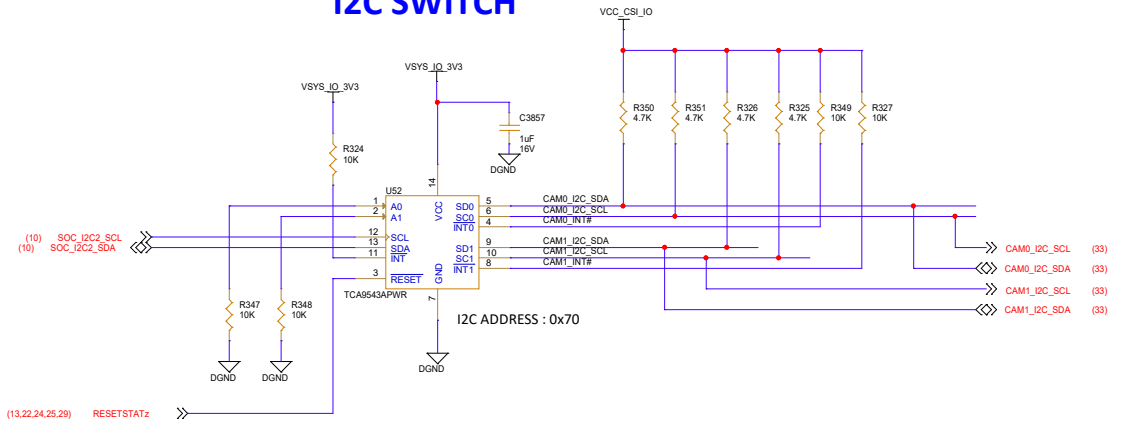 I2C SWITCH
VCC_CSI_IO
VSYS_IO_3V3
VSYS_IO_3V3
C3857
1uF
16V
DGND
R324
10K
R350
4.7K
R351
4.7K
R326
4.7K
R325
4.7K
R349
10K
R327
10K
U52
14
VCC
1 A0
2 A1
12 SCL
13 SDA
11 INT
3 RESET
SD0 5 CAM0_I2C_SDA
SC0 6 CAM0_I2C_SCL
INT0 4 CAM0_INT#
SD1 9 CAM1_I2C_SDA
SC1 10 CAM1_I2C_SCL
INT1 8 CAM1_INT#
GND
7
TCA9543APWR
I2C ADDRESS : 0x70
(10) SOC_I2C2_SCL
(10) SOC_I2C2_SDA
CAM0_I2C_SCL (33)
CAM0_I2C_SDA (33)
CAM1_I2C_SCL (33)
CAM1_I2C_SDA (33)
R347
10K
R348
10K
DGND
DGND
DGND
(13,22,24,25,29) RESETSTATz